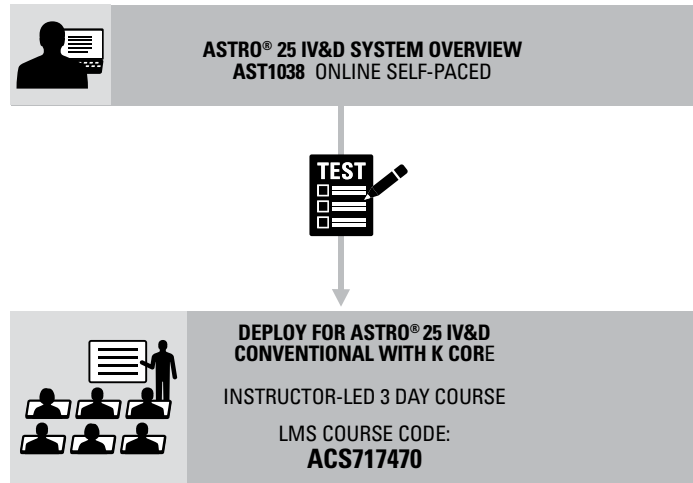 ASTRO® 25 IV&D SYSTEM OVERVIEW
AST1038 ONLINE SELF-PACED
TEST
DEPLOY FOR ASTRO® 25 IV&D
CONVENTIONAL WITH K CORE
INSTRUCTOR-LED 3 DAY COURSE
LMS COURSE CODE:
ACS717470